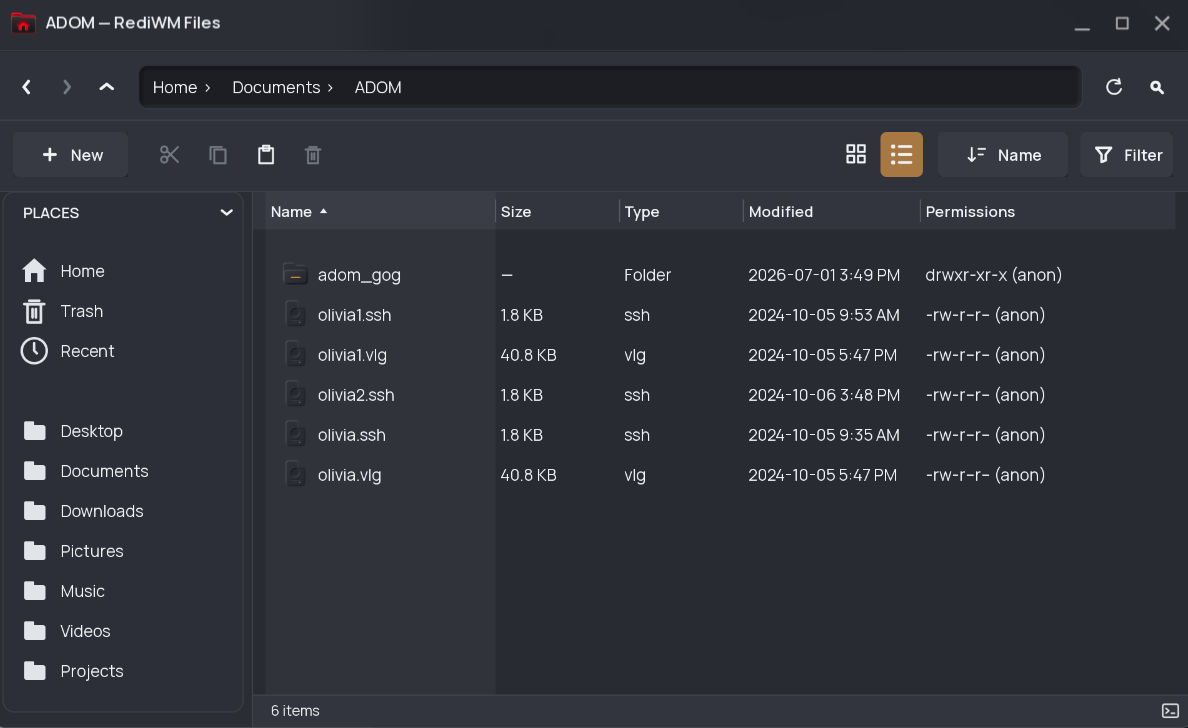 ADOM — RediWM Files
Home › Documents › ADOM
New
Name
Filter
PLACES
Home
Trash
Recent
Desktop
Documents
Downloads
Pictures
Music
Videos
Projects
Name Size Type Modified Permissions
adom_gog — Folder 2026-07-01 3:49 PM drwxr-xr-x (anon)
olivia1.ssh 1.8 KB ssh 2024-10-05 9:53 AM -rw-r--r-- (anon)
olivia1.vlg 40.8 KB vlg 2024-10-05 5:47 PM -rw-r--r-- (anon)
olivia2.ssh 1.8 KB ssh 2024-10-06 3:48 PM -rw-r--r-- (anon)
olivia.ssh 1.8 KB ssh 2024-10-05 9:35 AM -rw-r--r-- (anon)
olivia.vlg 40.8 KB vlg 2024-10-05 5:47 PM -rw-r--r-- (anon)
6 items